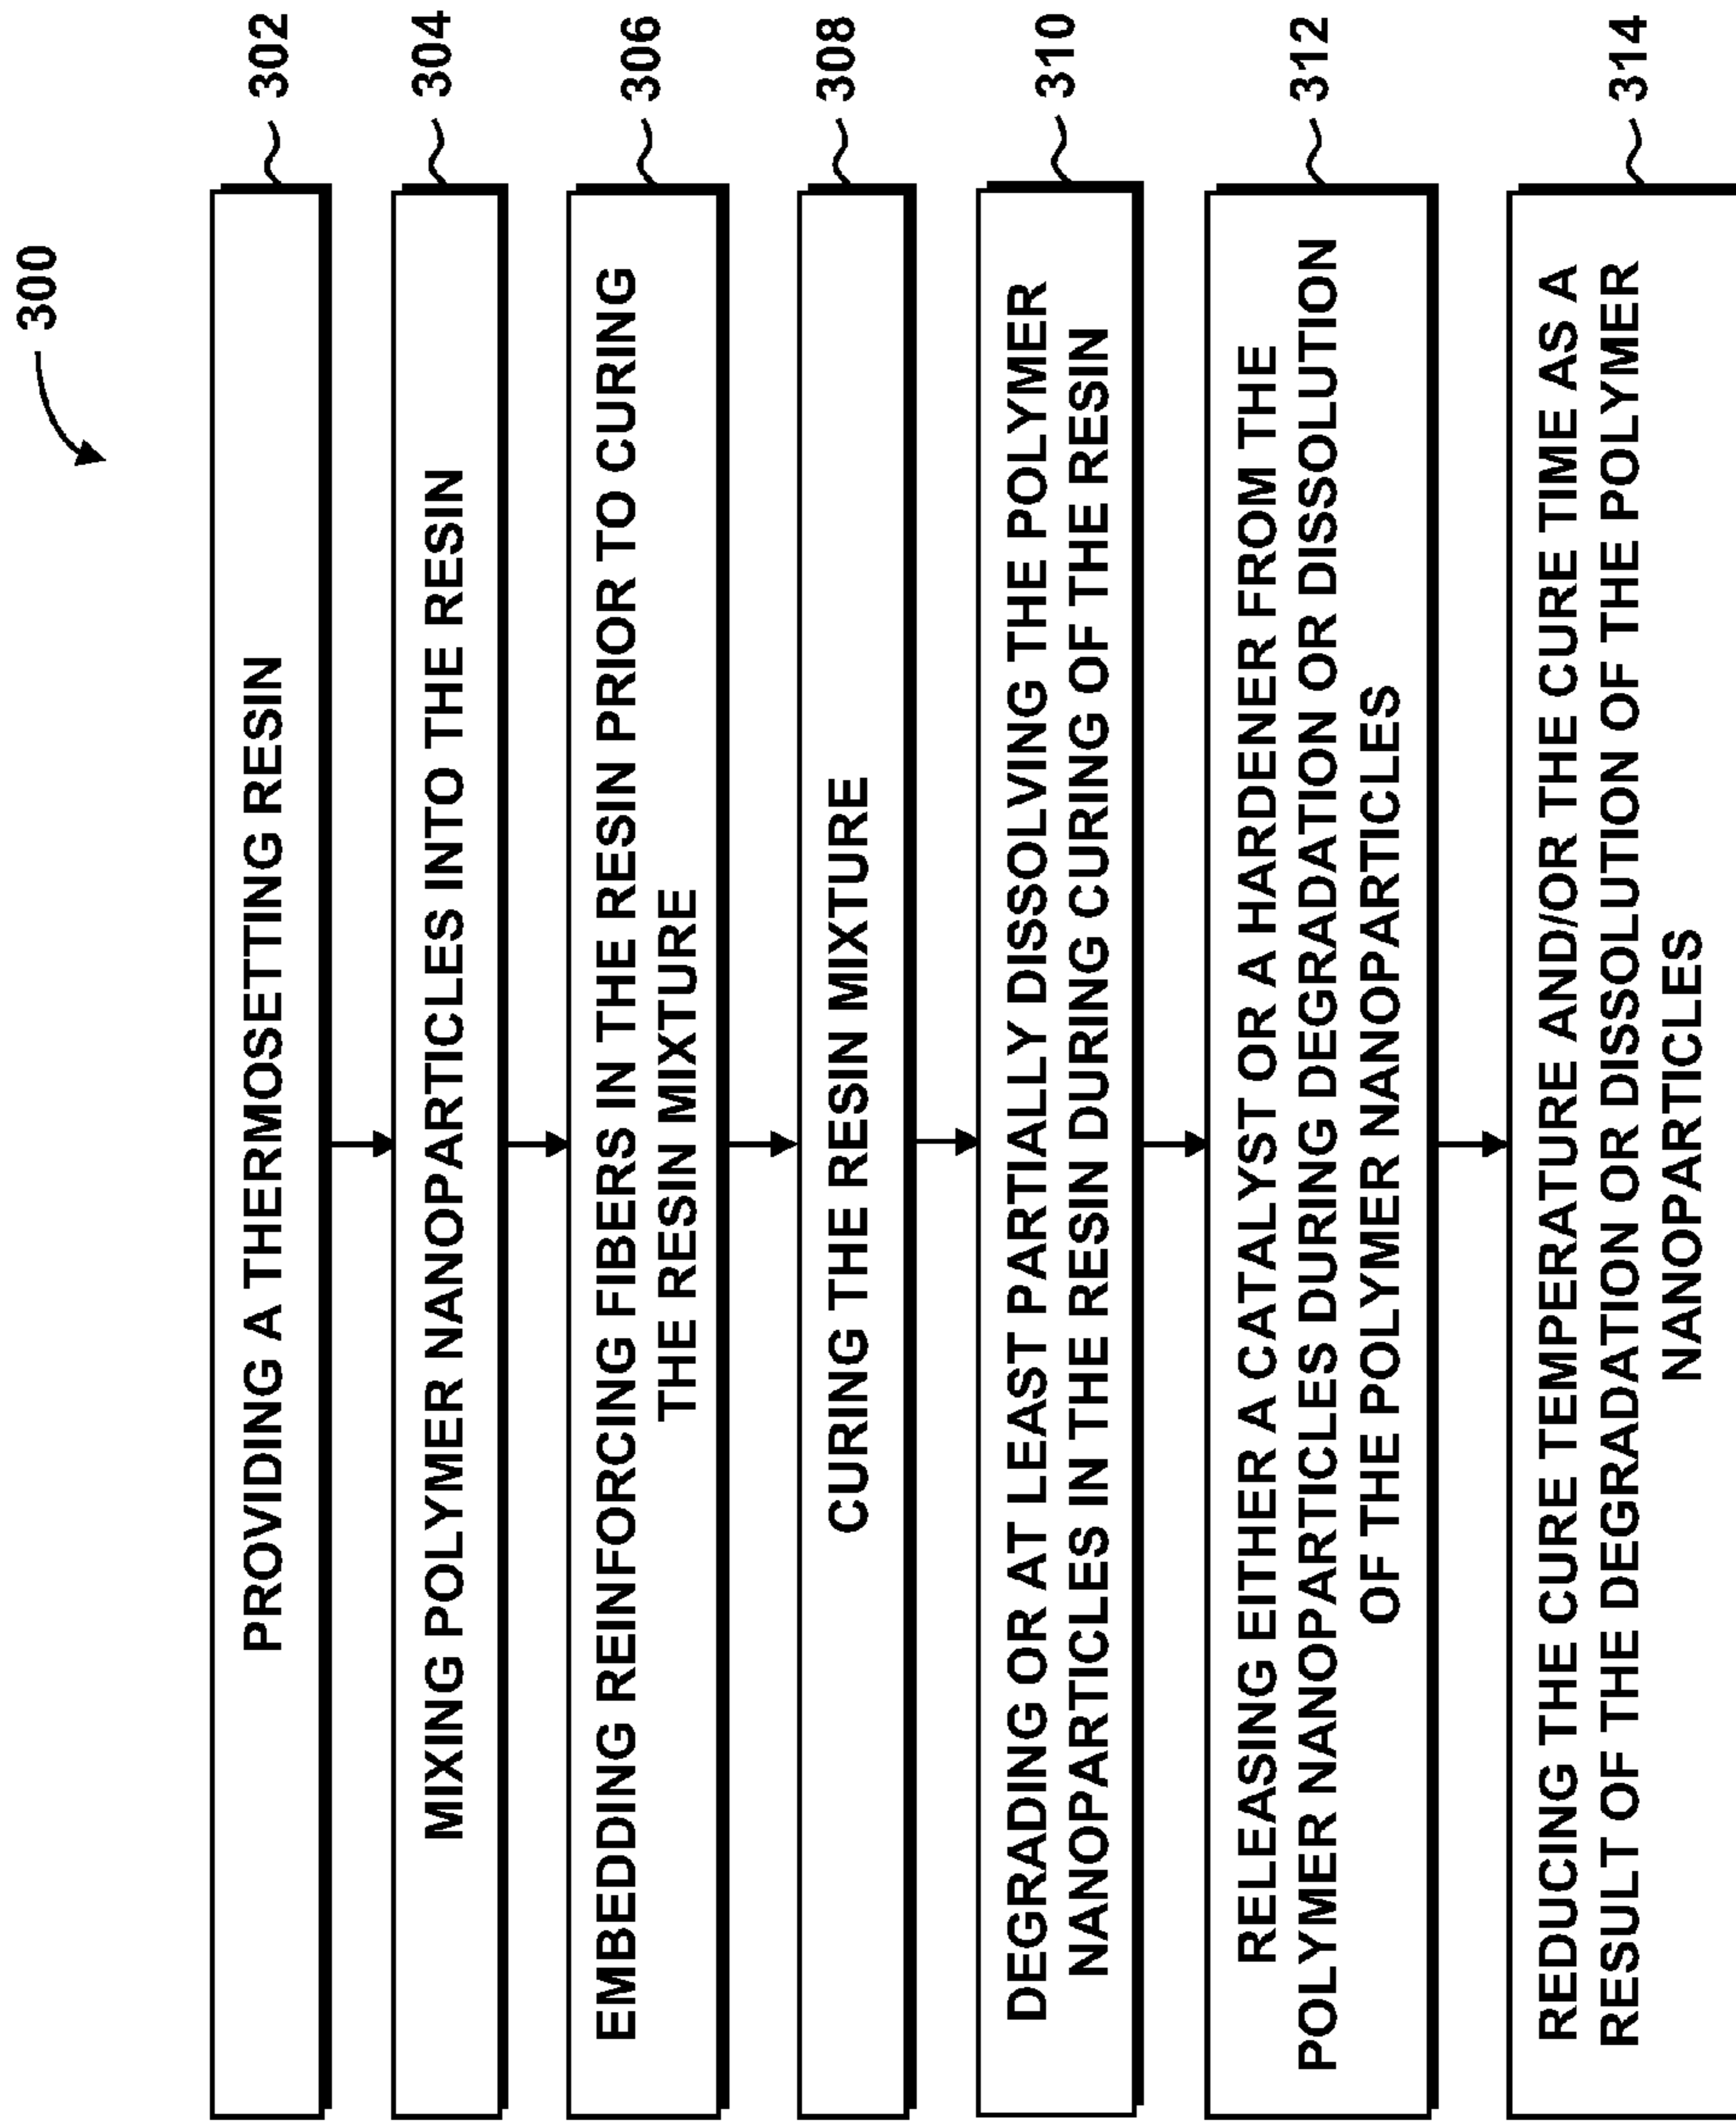 300
PROVIDING A THERMOSETTING RESIN
302
MIXING POLYMER NANOPARTICLES INTO THE RESIN
304
EMBEDDING REINFORCING FIBERS IN THE RESIN PRIOR TO CURING
THE RESIN MIXTURE
306
CURING THE RESIN MIXTURE
308
DEGRADING OR AT LEAST PARTIALLY DISSOLVING THE POLYMER
NANOPARTICLES IN THE RESIN DURING CURING OF THE RESIN
310
RELEASING EITHER A CATALYST OR A HARDENER FROM THE
POLYMER NANOPARTICLES DURING DEGRADATION OR DISSOLUTION
OF THE POLYMER NANOPARTICLES
312
REDUCING THE CURE TEMPERATURE AND/OR THE CURE TIME AS A
RESULT OF THE DEGRADATION OR DISSOLUTION OF THE POLYMER
NANOPARTICLES
314